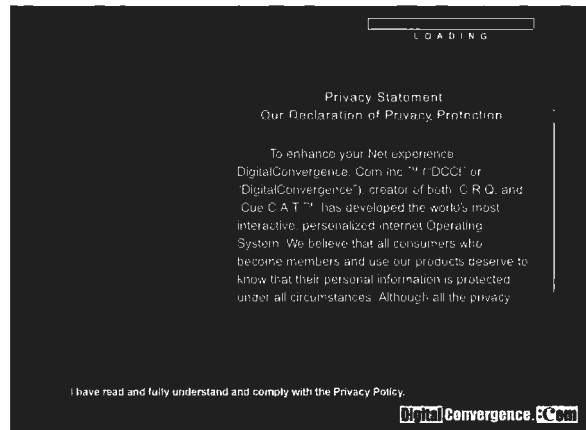 LOADING
Privacy Statement
Our Declaration of Privacy Protection
To enhance your Net experience
DigitalConvergence. Com Inc ™ ("DCCI" or
"DigitalConvergence"), creator of both :C R Q. and
:Cue:C A T ™ has developed the world's most
interactive, personalized Internet Operating
System. We believe that all consumers who
become members and use our products deserve to
know that their personal information is protected
under all circumstances. Although all the privacy
I have read and fully understand and comply with the Privacy Policy.
Digital:Convergence.:Com